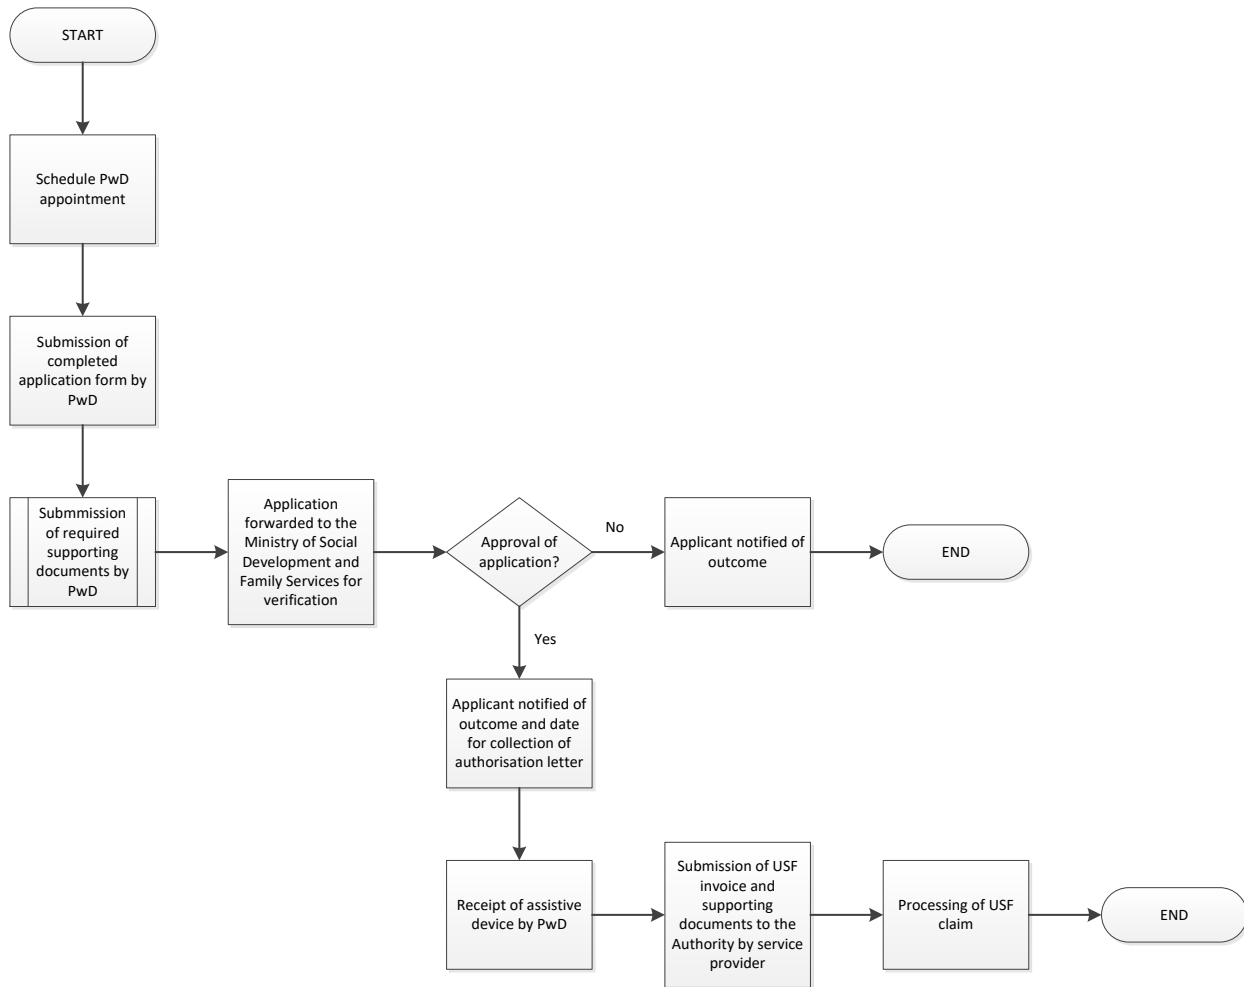 START
Schedule PwD
appointment
Submission of
completed
application form by
PwD
Submmission
of required
supporting
documents by
PwD
Application
forwarded to the
Ministry of Social
Development and
Family Services for
verification
Approval of
application?
No
Applicant notified of
outcome
END
Yes
Applicant notified of
outcome and date
for collection of
authorisation letter
Receipt of assistive
device by PwD
Submission of USF
invoice and
supporting
documents to the
Authority by service
provider
Processing of USF
claim
END